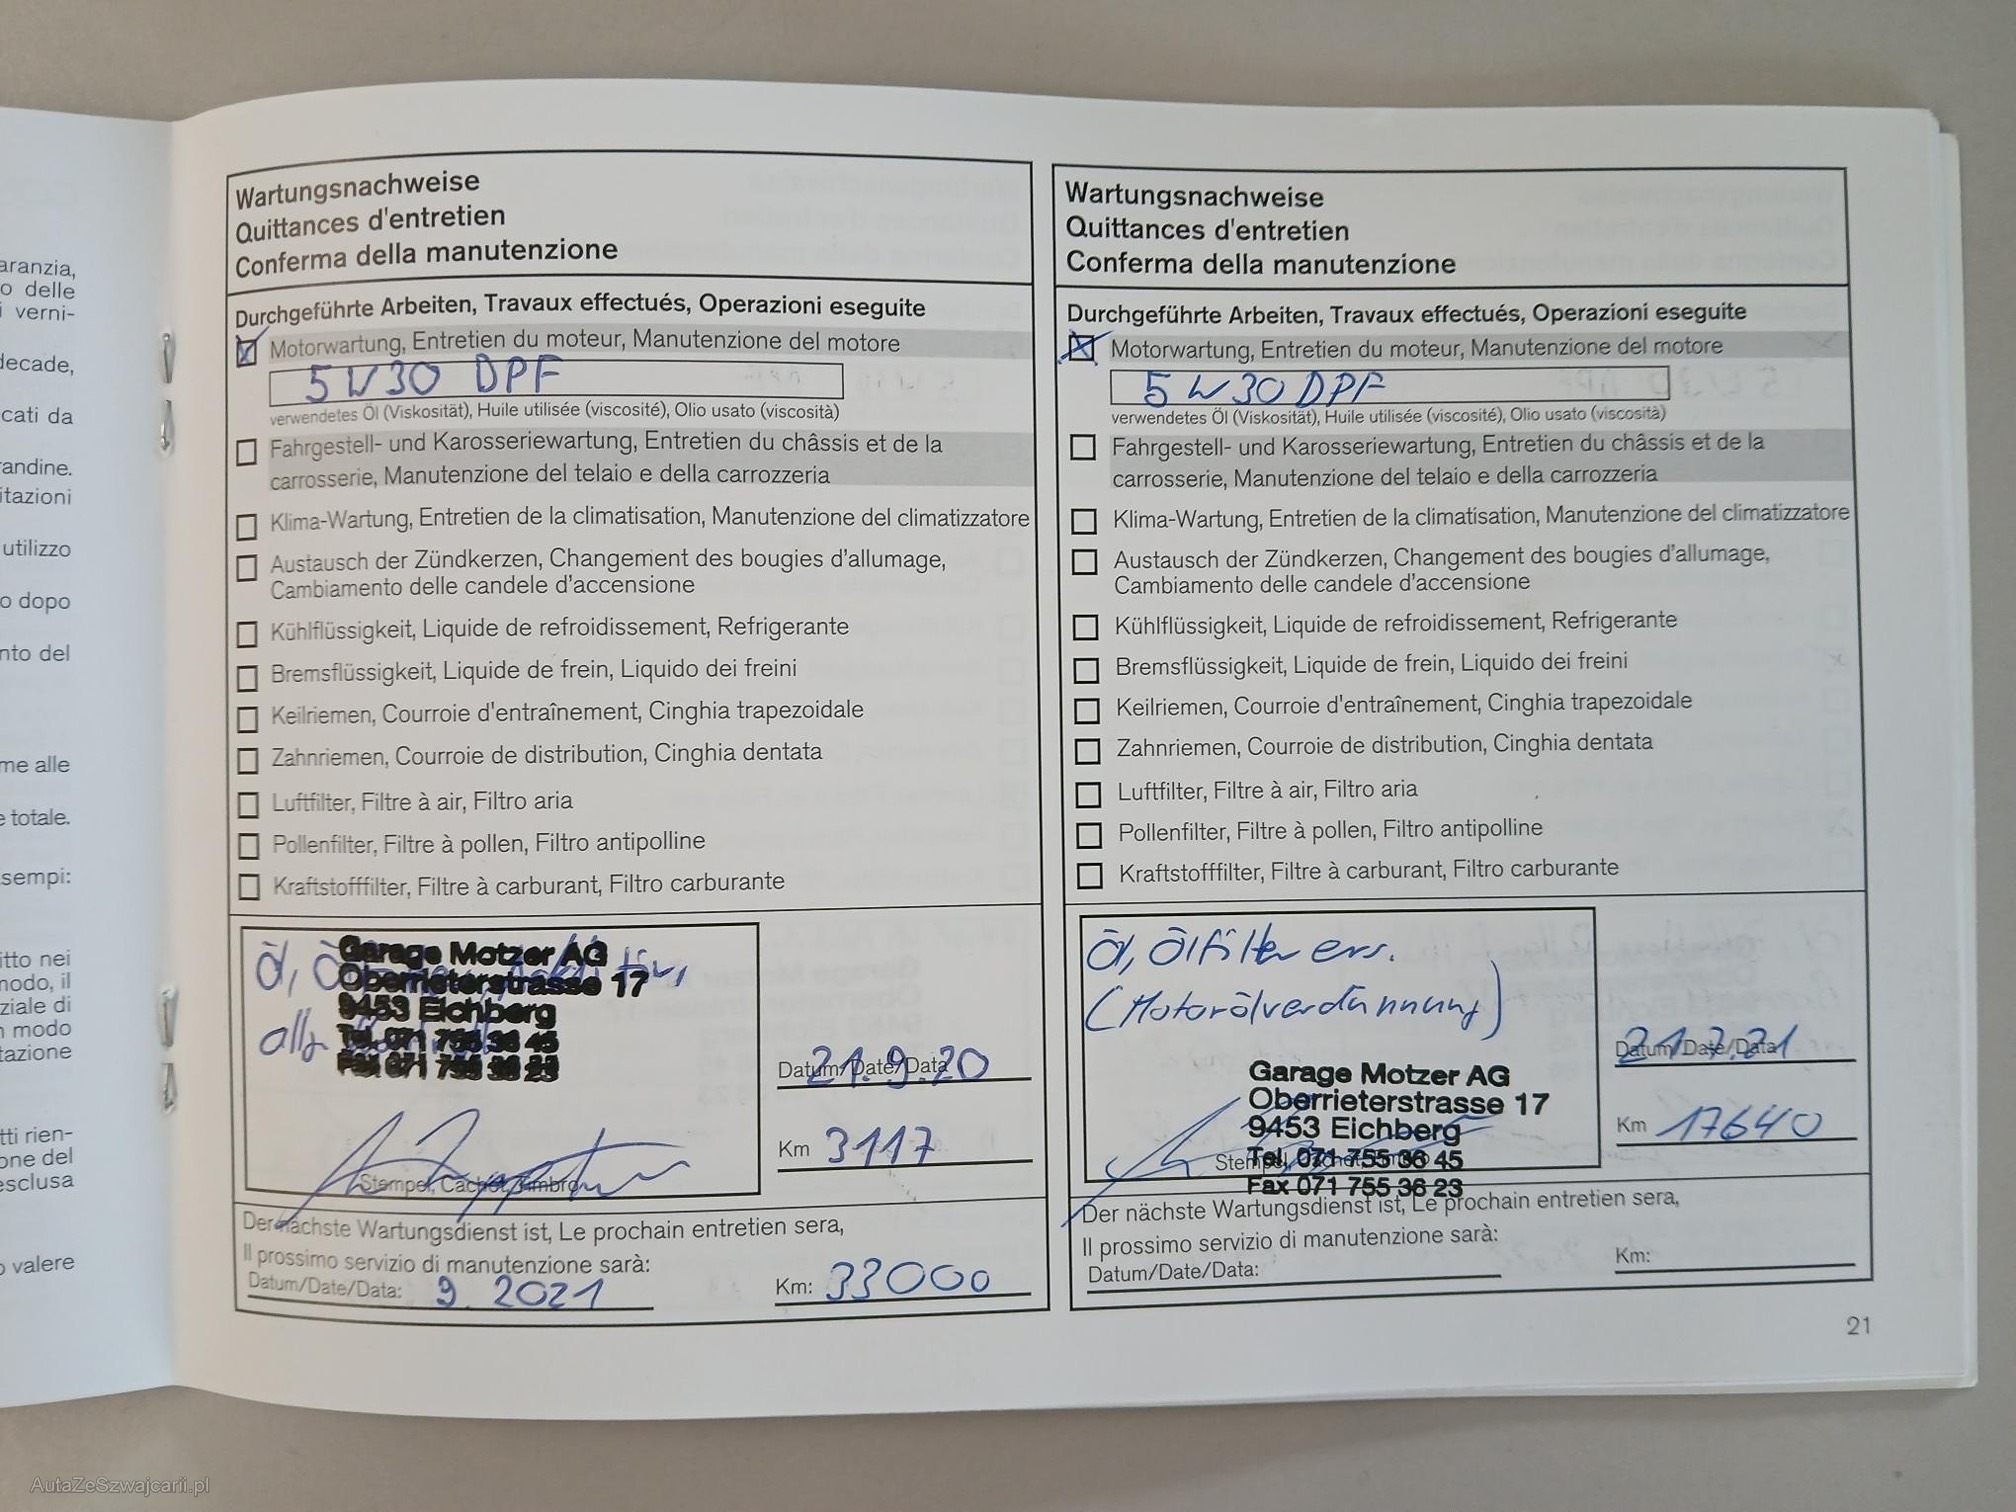 aranzia,
o delle
i verni-
decade,
cati da
randine.
itazioni
utilizzo
o dopo
nto del
me alle
e totale.
sempi:
itto nei
nodo, il
ziale di
n modo
tazione
tti rien-
one del
esclusa
o valere
Wartungsnachweise
Quittances d'entretien
Conferma della manutenzione
Durchgeführte Arbeiten, Travaux effectués, Operazioni eseguite
Motorwartung, Entretien du moteur, Manutenzione del motore
5W30 DPF
verwendetes Öl (Viskosität), Huile utilisée (viscosité), Olio usato (viscosità)
Fahrgestell- und Karosseriewartung, Entretien du châssis et de la
carrosserie, Manutenzione del telaio e della carrozzeria
Klima-Wartung, Entretien de la climatisation, Manutenzione del climatizzatore
Austausch der Zündkerzen, Changement des bougies d'allumage,
Cambiamento delle candele d'accensione
Kühlflüssigkeit, Liquide de refroidissement, Refrigerante
Bremsflüssigkeit, Liquide de frein, Liquido dei freini
Keilriemen, Courroie d'entraînement, Cinghia trapezoidale
Zahnriemen, Courroie de distribution, Cinghia dentata
Luftfilter, Filtre à air, Filtro aria
Pollenfilter, Filtre à pollen, Filtro antipolline
Kraftstofffilter, Filtre à carburant, Filtro carburante
Garage Motzer AG
Oberrieterstrasse 17
9453 Eichberg
Tel. 071 755 36 45
Fax 071 755 36 23
Stempel, Cachet, Timbro
Datum/Date/Data 21.9.20
Km 3117
Der nächste Wartungsdienst ist, Le prochain entretien sera,
Il prossimo servizio di manutenzione sarà:
Datum/Date/Data: 9. 2021
Km: 33000
Wartungsnachweise
Quittances d'entretien
Conferma della manutenzione
Durchgeführte Arbeiten, Travaux effectués, Operazioni eseguite
Motorwartung, Entretien du moteur, Manutenzione del motore
5W30 DPF
verwendetes Öl (Viskosität), Huile utilisée (viscosité), Olio usato (viscosità)
Fahrgestell- und Karosseriewartung, Entretien du châssis et de la
carrosserie, Manutenzione del telaio e della carrozzeria
Klima-Wartung, Entretien de la climatisation, Manutenzione del climatizzatore
Austausch der Zündkerzen, Changement des bougies d'allumage,
Cambiamento delle candele d'accensione
Kühlflüssigkeit, Liquide de refroidissement, Refrigerante
Bremsflüssigkeit, Liquide de frein, Liquido dei freini
Keilriemen, Courroie d'entraînement, Cinghia trapezoidale
Zahnriemen, Courroie de distribution, Cinghia dentata
Luftfilter, Filtre à air, Filtro aria
Pollenfilter, Filtre à pollen, Filtro antipolline
Kraftstofffilter, Filtre à carburant, Filtro carburante
Öl, Ölfilter ers.
(Motorölverdünnung)
Garage Motzer AG
Oberrieterstrasse 17
9453 Eichberg
Tel. 071 755 36 45
Fax 071 755 36 23
Datum/Date/Data
Km 17640
Der nächste Wartungsdienst ist, Le prochain entretien sera,
Il prossimo servizio di manutenzione sarà:
Datum/Date/Data:
Km:
21
AutaZeSzwajcarii.pl